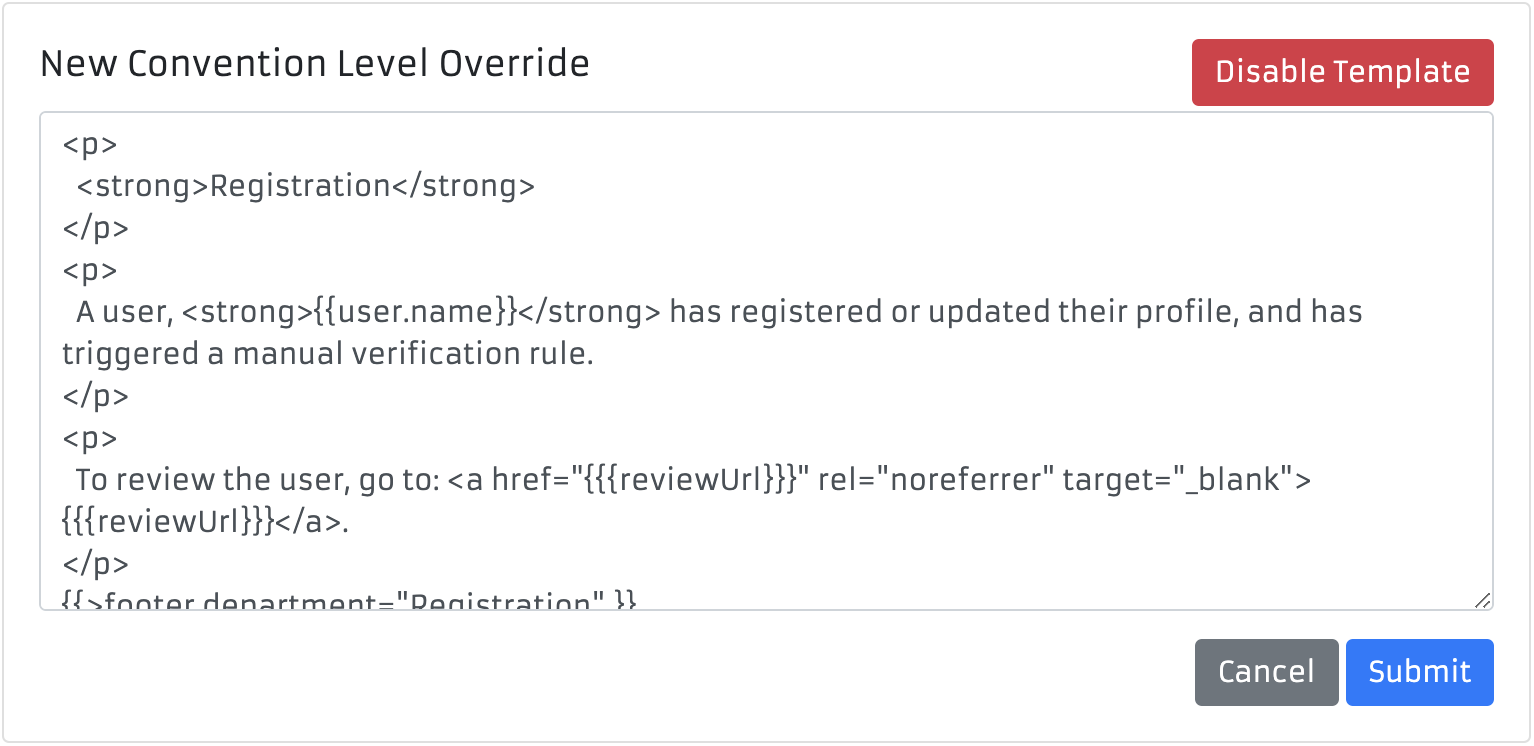 New Convention Level Override
Disable Template
<p>
  <strong>Registration</strong>
</p>
<p>
  A user, <strong>{{user.name}}</strong> has registered or updated their profile, and has
triggered a manual verification rule.
</p>
<p>
  To review the user, go to: <a href="{{{reviewUrl}}}" rel="noreferrer" target="_blank">
{{{reviewUrl}}}</a>.
</p>
{{>footer department="Registration" }}
Cancel
Submit